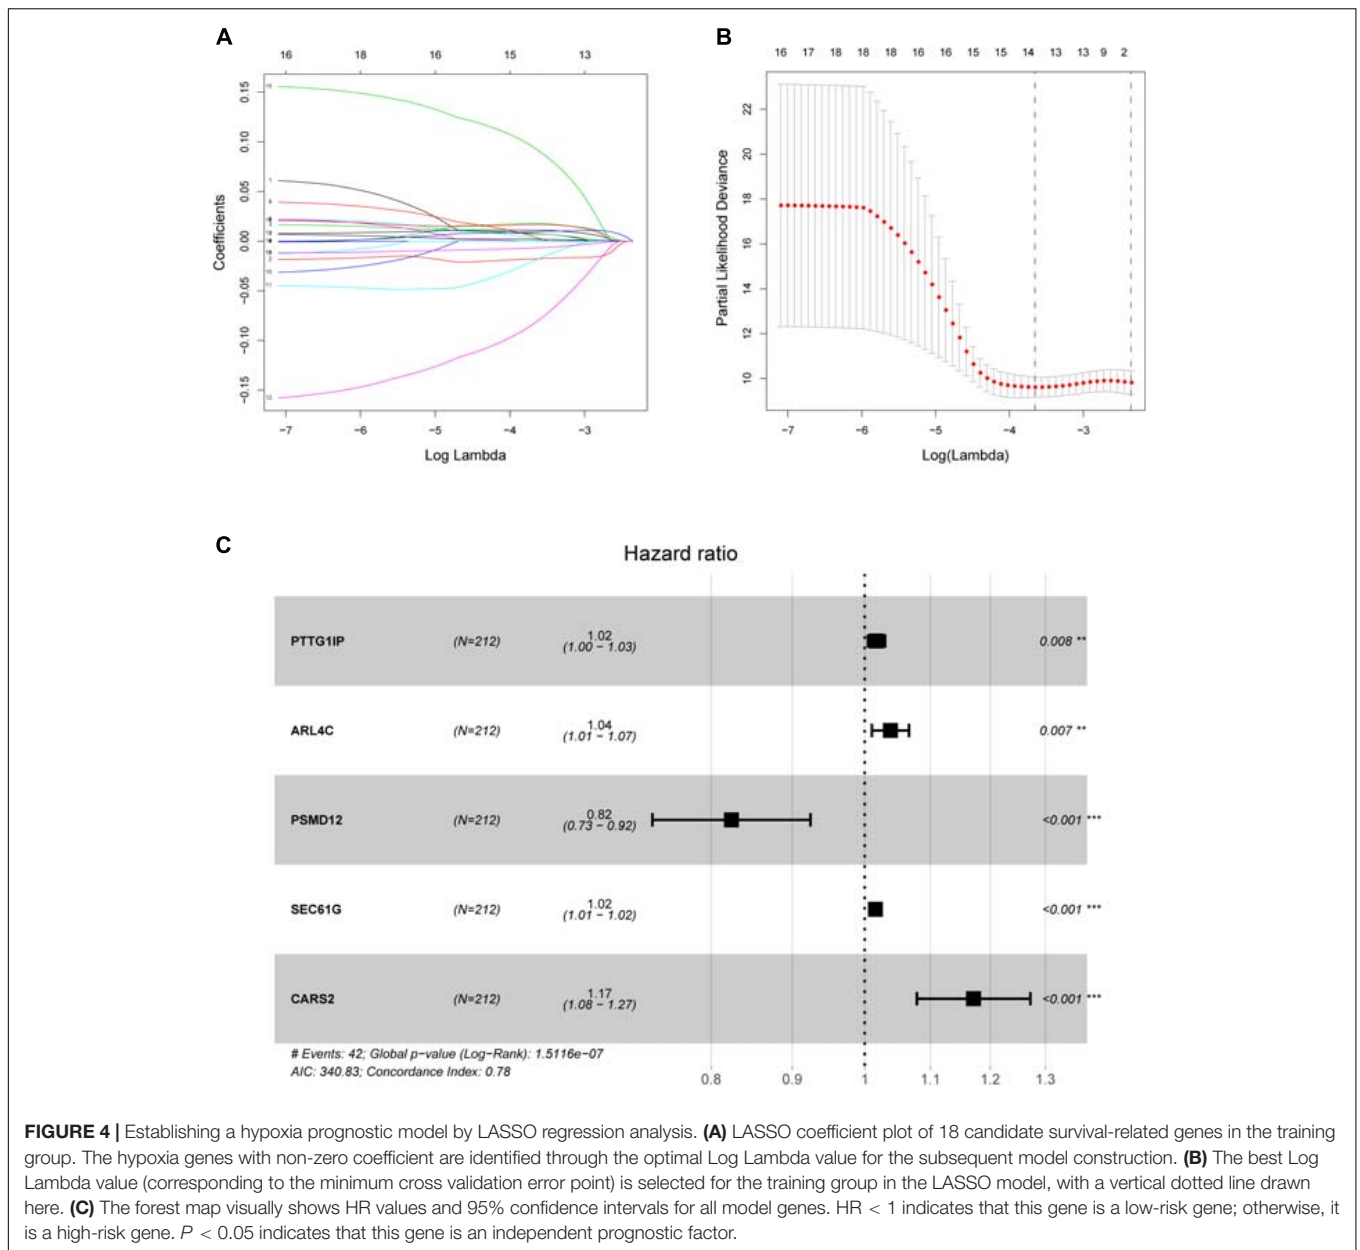 A
16 18 16 15 13
0.15
0.10
0.05
0.00
−0.05
−0.10
−0.15
Coefficients
−7 −6 −5 −4 −3
Log Lambda
B
16 17 18 18 18 16 16 15 15 14 13 13 9 2
22
20
18
16
14
12
10
Partial Likelihood Deviance
−7 −6 −5 −4 −3
Log(Lambda)
C
Hazard ratio
PTTG1IP (N=212) 1.02 (1.00 − 1.03) 0.008 **
ARL4C (N=212) 1.04 (1.01 − 1.07) 0.007 **
PSMD12 (N=212) 0.82 (0.73 − 0.92) <0.001 ***
SEC61G (N=212) 1.02 (1.01 − 1.02) <0.001 ***
CARS2 (N=212) 1.17 (1.08 − 1.27) <0.001 ***
# Events: 42; Global p−value (Log−Rank): 1.5116e−07
AIC: 340.83; Concordance Index: 0.78
0.8 0.9 1 1.1 1.2 1.3
FIGURE 4 | Establishing a hypoxia prognostic model by LASSO regression analysis. (A) LASSO coefficient plot of 18 candidate survival-related genes in the training
group. The hypoxia genes with non-zero coefficient are identified through the optimal Log Lambda value for the subsequent model construction. (B) The best Log
Lambda value (corresponding to the minimum cross validation error point) is selected for the training group in the LASSO model, with a vertical dotted line drawn
here. (C) The forest map visually shows HR values and 95% confidence intervals for all model genes. HR < 1 indicates that this gene is a low-risk gene; otherwise, it
is a high-risk gene. P < 0.05 indicates that this gene is an independent prognostic factor.